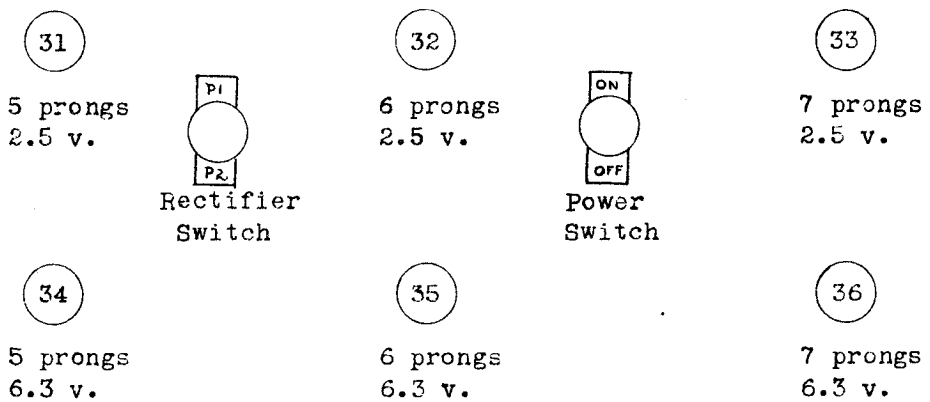 31
5 prongs
2.5 v.
P1
P2
Rectifier
Switch
32
6 prongs
2.5 v.
ON
OFF
Power
Switch
33
7 prongs
2.5 v.
34
5 prongs
6.3 v.
35
6 prongs
6.3 v.
36
7 prongs
6.3 v.